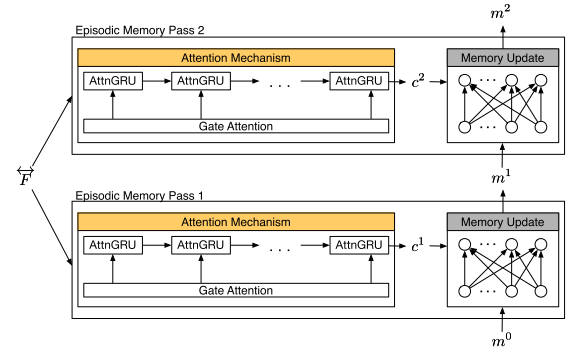 m²
Episodic Memory Pass 2
Attention Mechanism
Memory Update
AttnGRU AttnGRU . . . AttnGRU c² . . .
Gate Attention . . .
F⃡
m¹
Episodic Memory Pass 1
Attention Mechanism
Memory Update
AttnGRU AttnGRU . . . AttnGRU c¹ . . .
Gate Attention . . .
m⁰